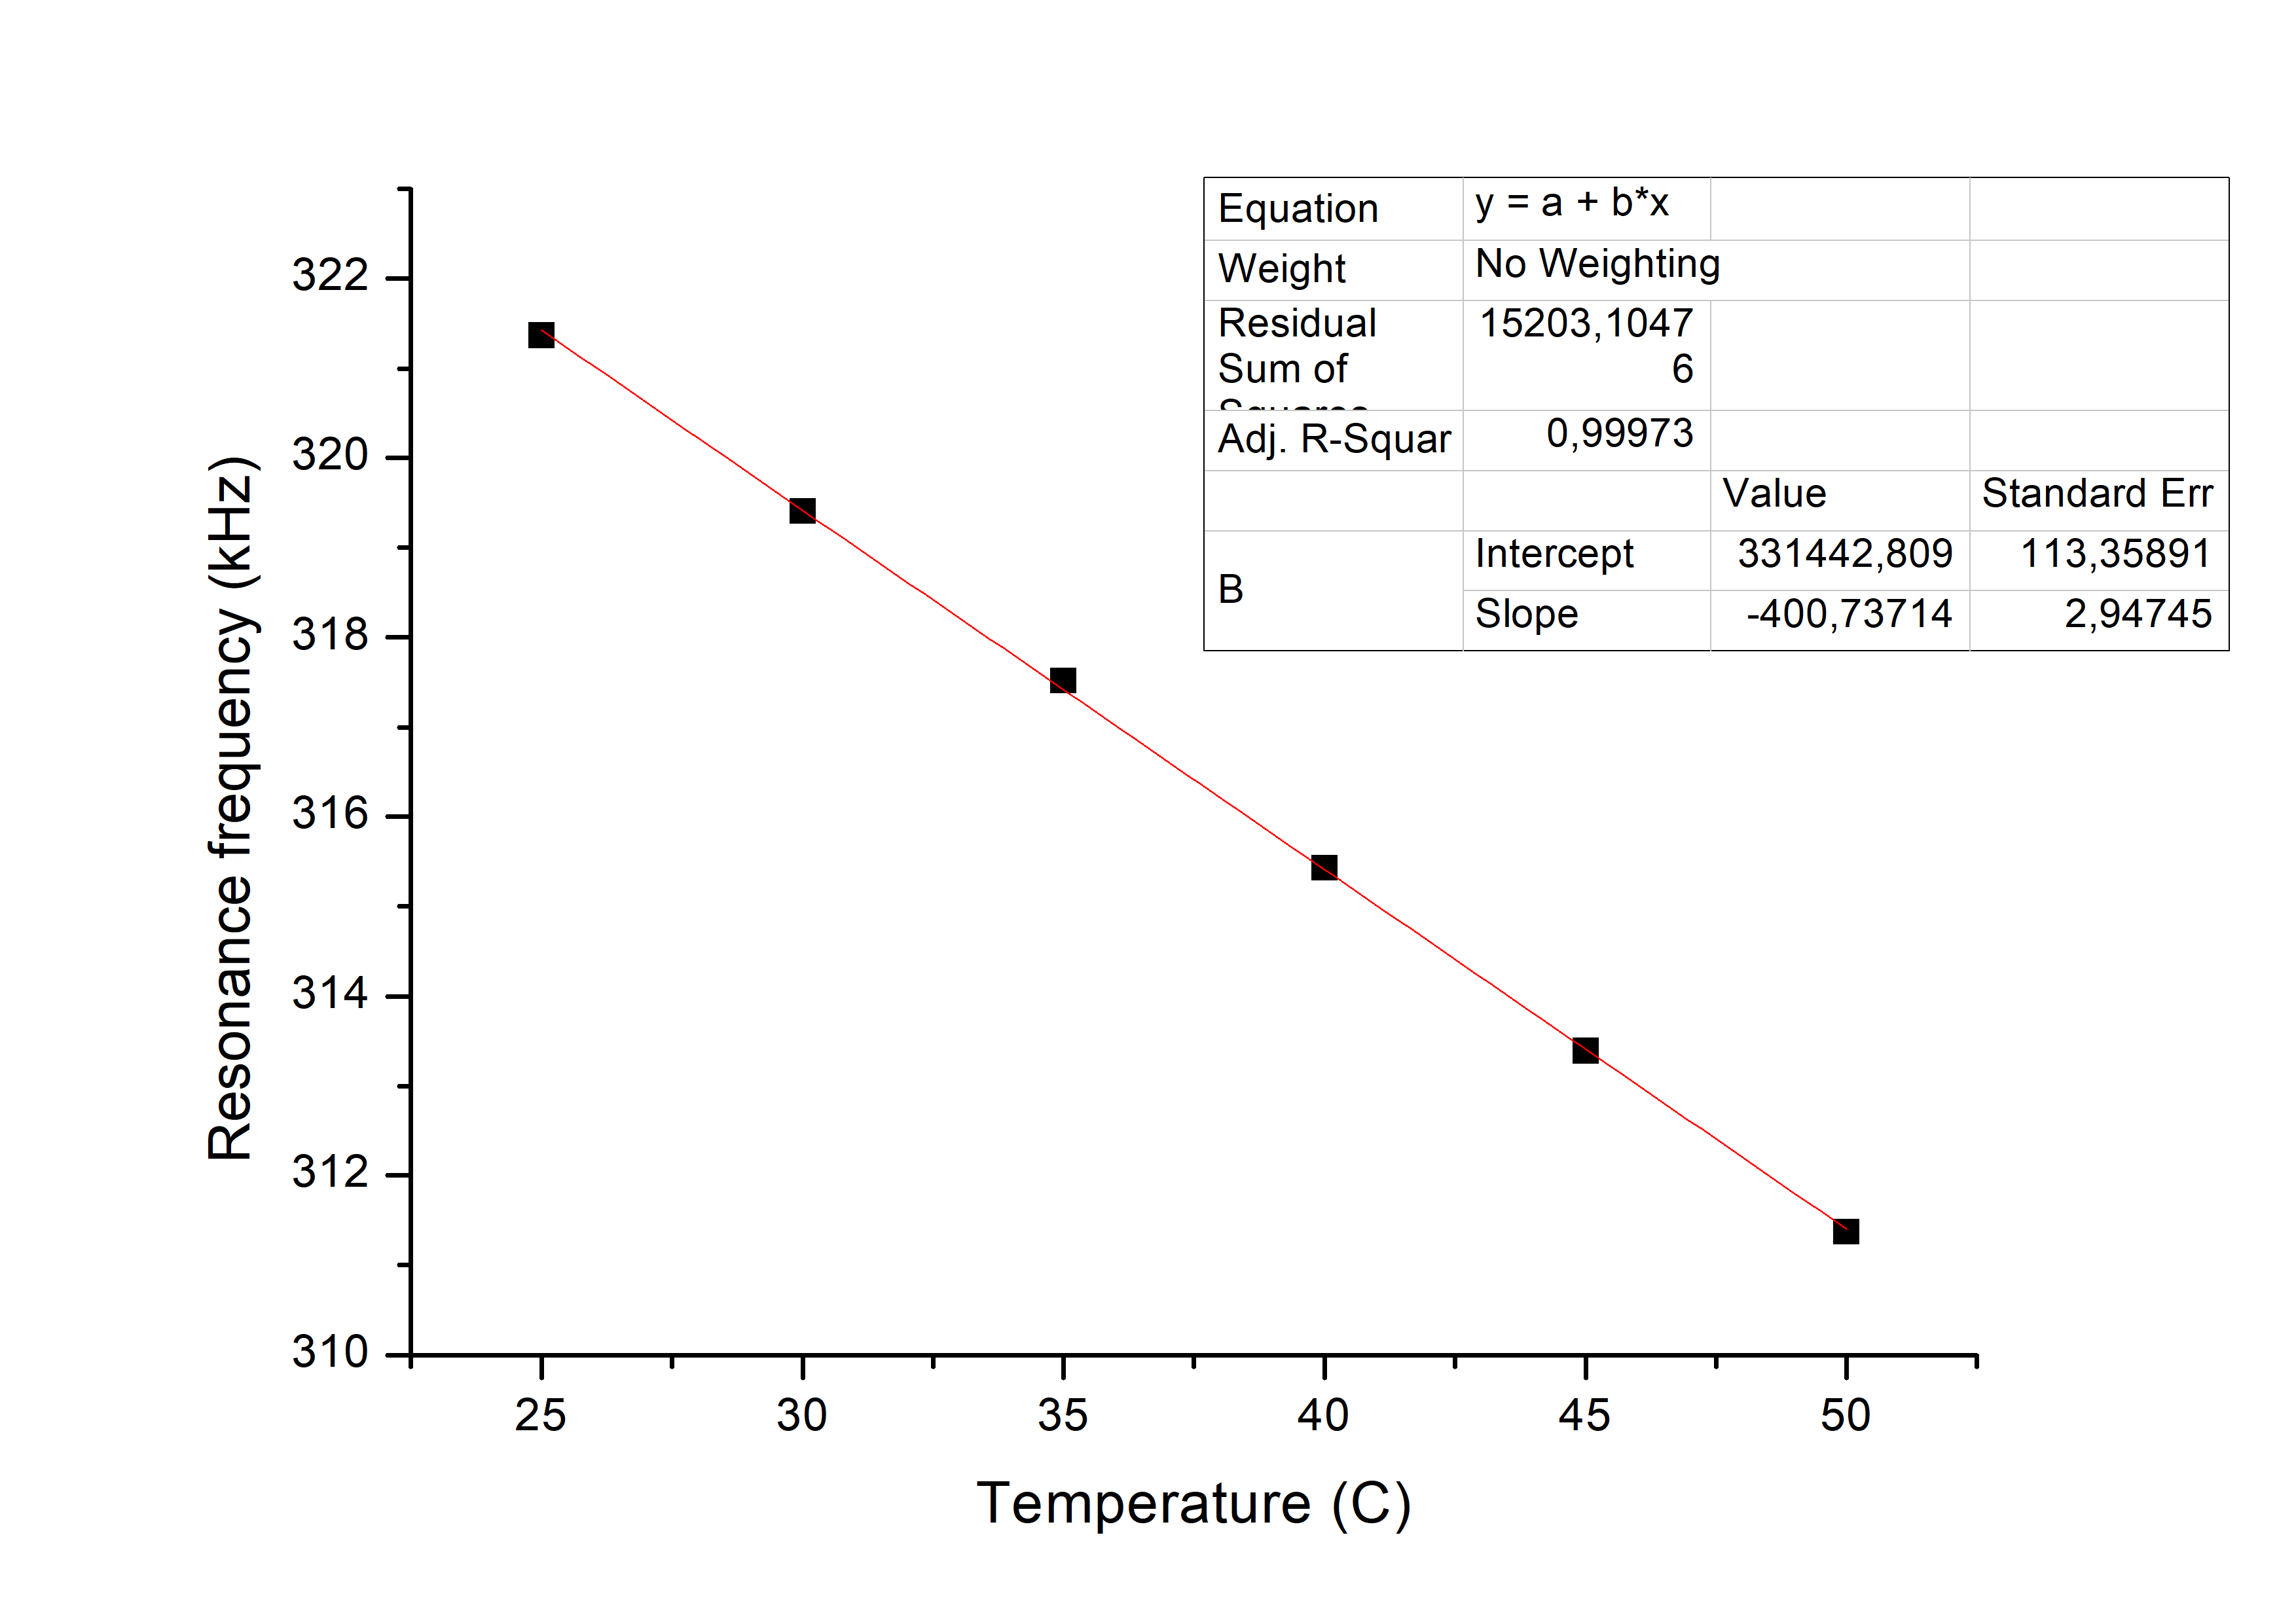 Equation y = a + b*x
Weight No Weighting
Residual 15203,1047
Sum of 6
Squares
Adj. R-Squar 0,99973
Value Standard Err
B
Intercept 331442,809 113,35891
Slope -400,73714 2,94745
322
320
318
316
314
312
310
Resonance frequency (kHz)
25 30 35 40 45 50
Temperature (C)